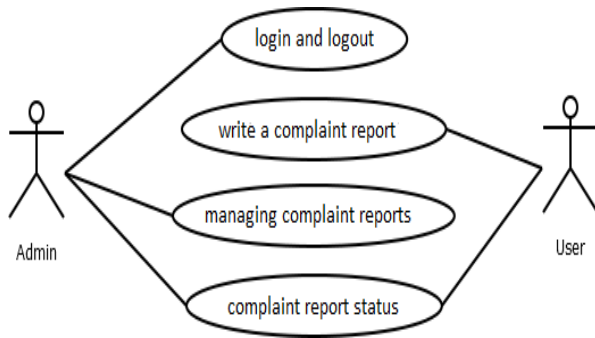 login and logout
write a complaint report
managing complaint reports
Admin
User
complaint report status